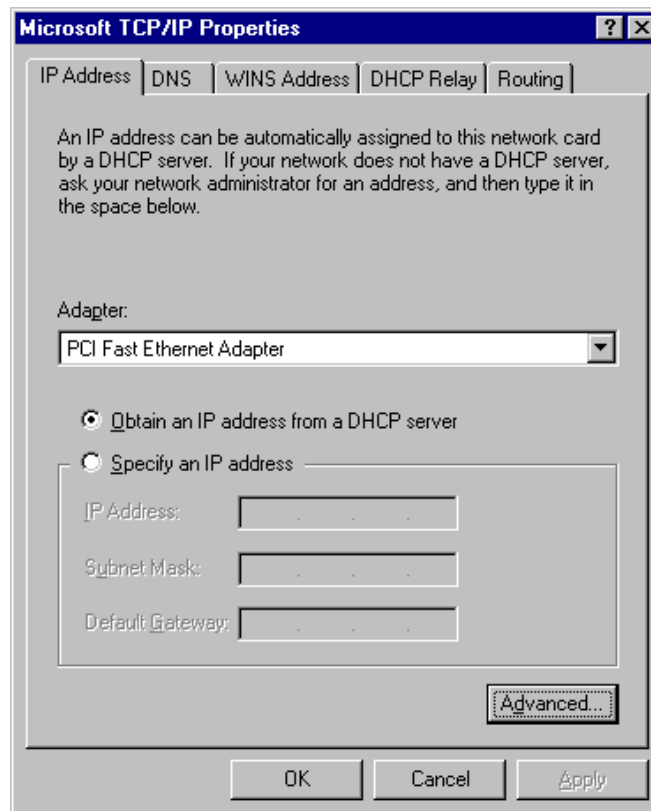 Microsoft TCP/IP Properties
IP Address DNS WINS Address DHCP Relay Routing
An IP address can be automatically assigned to this network card
by a DHCP server. If your network does not have a DHCP server,
ask your network administrator for an address, and then type it in
the space below.
Adapter:
PCI Fast Ethernet Adapter
Obtain an IP address from a DHCP server
Specify an IP address
IP Address:
Subnet Mask:
Default Gateway:
Advanced...
OK Cancel Apply